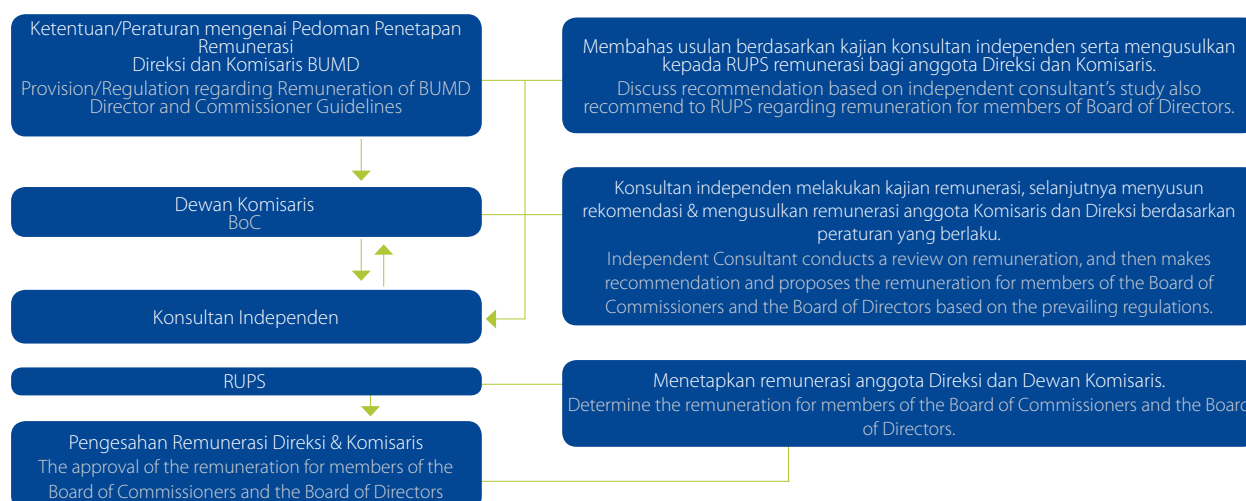 Ketentuan/Peraturan mengenai Pedoman Penetapan
Remunerasi
Direksi dan Komisaris BUMD
Provision/Regulation regarding Remuneration of BUMD
Director and Commissioner Guidelines
Membahas usulan berdasarkan kajian konsultan independen serta mengusulkan
kepada RUPS remunerasi bagi anggota Direksi dan Komisaris.
Discuss recommendation based on independent consultant's study also
recommend to RUPS regarding remuneration for members of Board of Directors.
Dewan Komisaris
BoC
Konsultan independen melakukan kajian remunerasi, selanjutnya menyusun
rekomendasi & mengusulkan remunerasi anggota Komisaris dan Direksi berdasarkan
peraturan yang berlaku.
Independent Consultant conducts a review on remuneration, and then makes
recommendation and proposes the remuneration for members of the Board of
Commissioners and the Board of Directors based on the prevailing regulations.
Konsultan Independen
RUPS
Menetapkan remunerasi anggota Direksi dan Dewan Komisaris.
Determine the remuneration for members of the Board of Commissioners and the Board
of Directors.
Pengesahan Remunerasi Direksi & Komisaris
The approval of the remuneration for members of the
Board of Commissioners and the Board of Directors